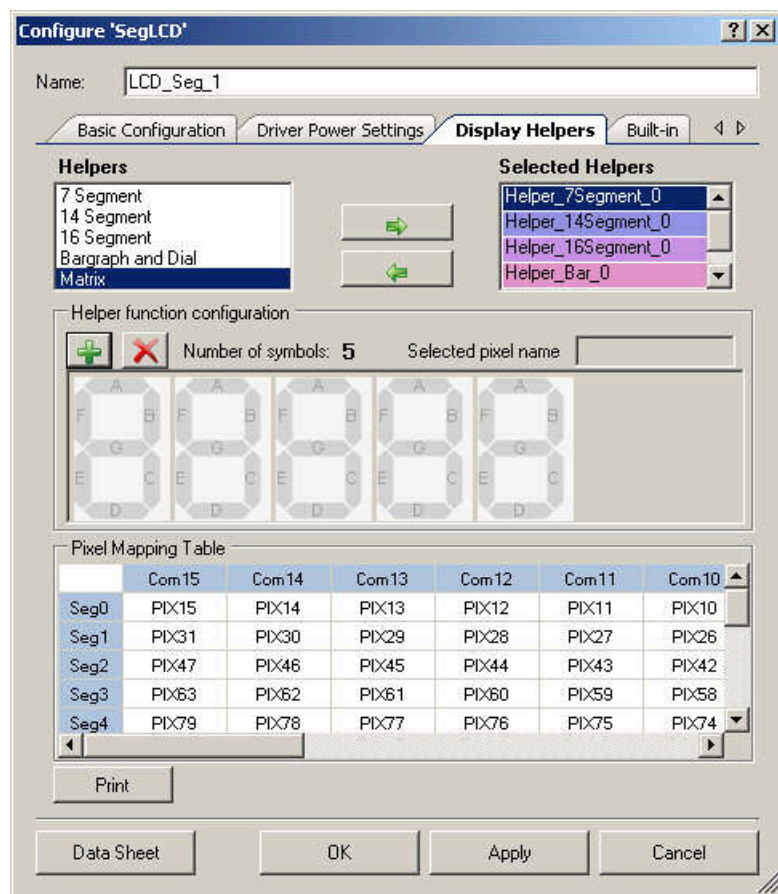 Configure 'SegLCD'
Name: LCD_Seg_1
Basic Configuration Driver Power Settings Display Helpers Built-in
Helpers
7 Segment
14 Segment
16 Segment
Bargraph and Dial
Matrix
Selected Helpers
Helper_7Segment_0
Helper_14Segment_0
Helper_16Segment_0
Helper_Bar_0
Helper function configuration
Number of symbols: 5 Selected pixel name
A A A A A
F B F B F B F B F B
G G G G G
E C E C E C E C E C
D D D D D
Pixel Mapping Table
Com15 Com14 Com13 Com12 Com11 Com10
Seg0 PIX15 PIX14 PIX13 PIX12 PIX11 PIX10
Seg1 PIX31 PIX30 PIX29 PIX28 PIX27 PIX26
Seg2 PIX47 PIX46 PIX45 PIX44 PIX43 PIX42
Seg3 PIX63 PIX62 PIX61 PIX60 PIX59 PIX58
Seg4 PIX79 PIX78 PIX77 PIX76 PIX75 PIX74
Print
Data Sheet OK Apply Cancel